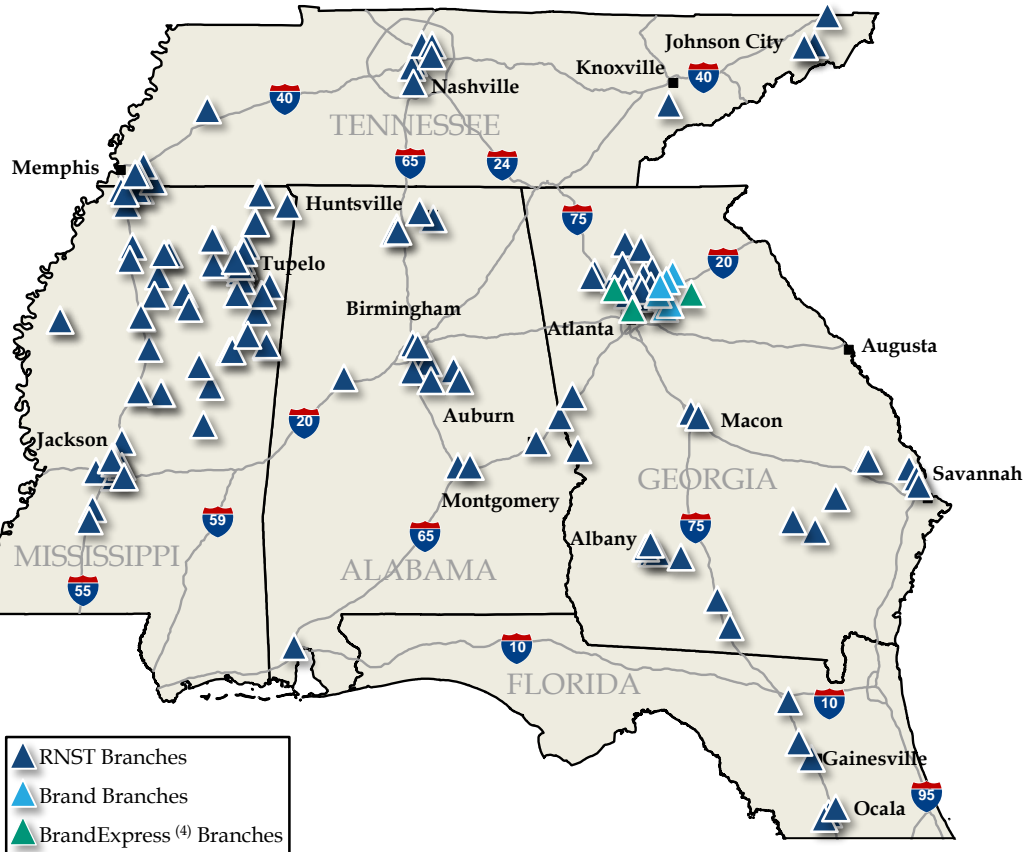 Johnson City
Knoxville
40
Nashville
40
TENNESSEE
Memphis
65
24
Huntsville
75
20
Tupelo
Birmingham
Atlanta
Augusta
20
Auburn
Macon
Jackson
GEORGIA
Savannah
Montgomery
59
65
75
Albany
MISSISSIPPI
ALABAMA
55
10
FLORIDA
10
Gainesville
95
Ocala
RNST Branches
Brand Branches
BrandExpress (4) Branches